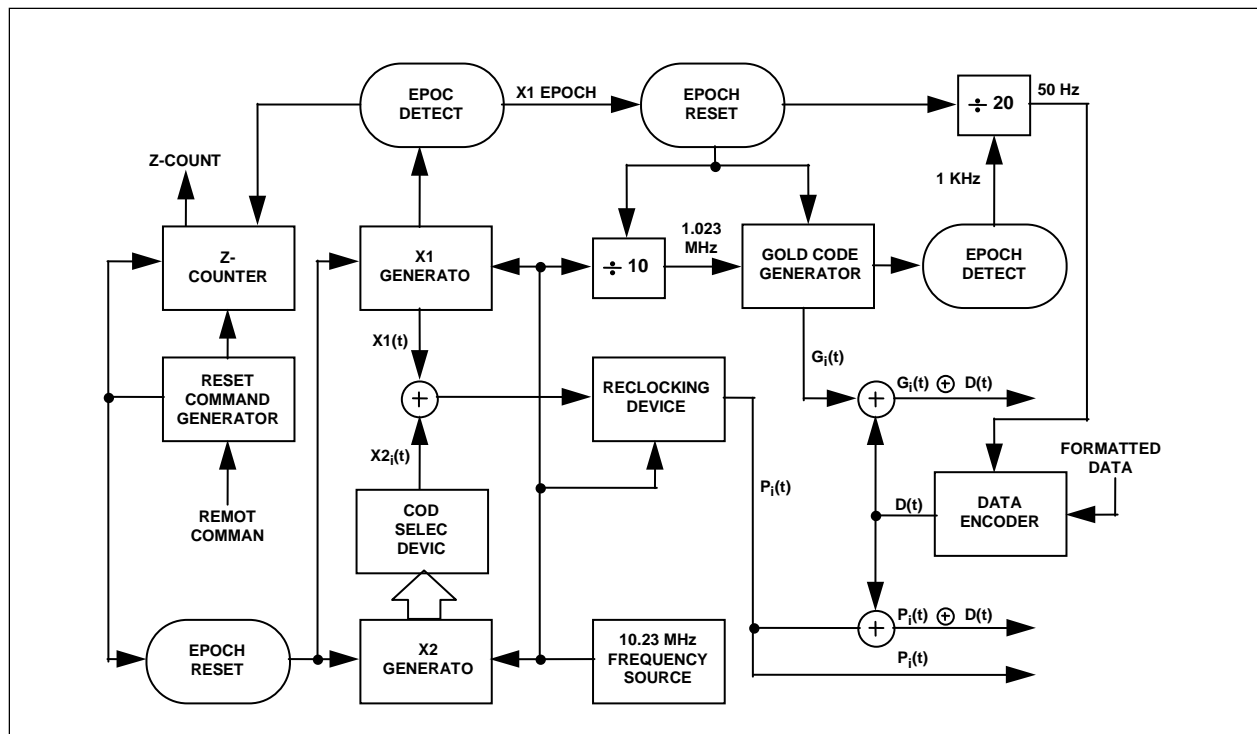 EPOC
DETECT
X1 EPOCH
EPOCH
RESET
÷ 20
50 Hz
Z-COUNT
1 KHz
Z-
COUNTER
X1
GENERATO
÷ 10
1.023
MHz
GOLD CODE
GENERATOR
EPOCH
DETECT
X1(t)
Gi(t)
RESET
COMMAND
GENERATOR
+
RECLOCKING
DEVICE
+
Gi(t) ⊕ D(t)
X2i(t)
FORMATTED
DATA
REMOT
COMMAN
COD
SELEC
DEVIC
Pi(t)
D(t)
DATA
ENCODER
EPOCH
RESET
X2
GENERATO
10.23 MHz
FREQUENCY
SOURCE
+
Pi(t) ⊕ D(t)
Pi(t)